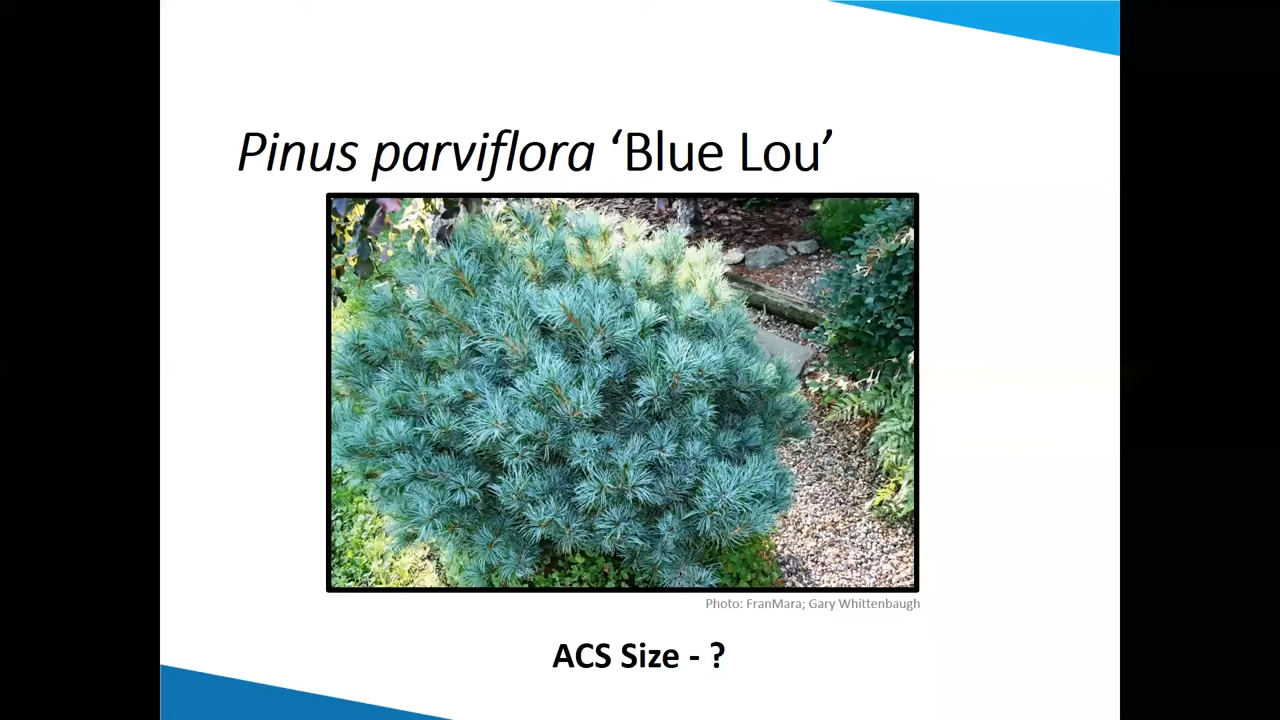 Pinus parviflora ‘Blue Lou’
Photo: FranMara; Gary Whittenbaugh
ACS Size - ?